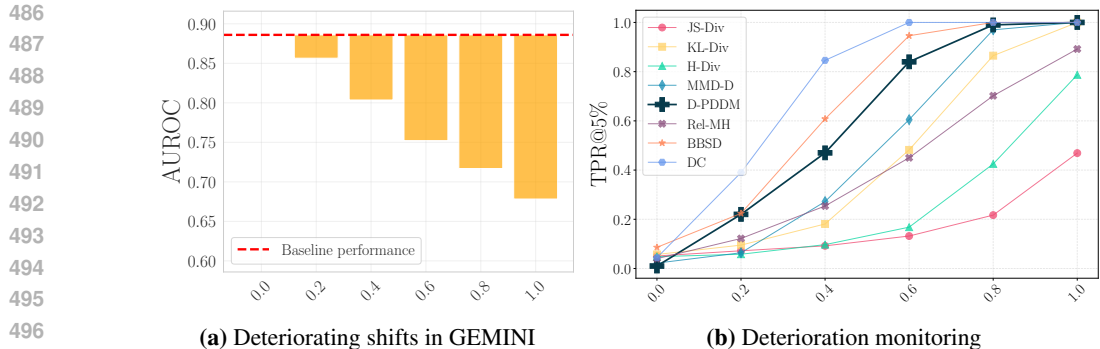 486
487
488
489
490
491
492
493
494
495
496
0.90
0.85
0.80
0.75
0.70
0.65
0.60
AUROC
Baseline performance
0.0 0.2 0.4 0.6 0.8 1.0
(a) Deteriorating shifts in GEMINI
1.0
0.8
0.6
0.4
0.2
0.0
TPR@5%
JS-Div
KL-Div
H-Div
MMD-D
D-PDDM
Rel-MH
BBSD
DC
0.0 0.2 0.4 0.6 0.8 1.0
(b) Deterioration monitoring